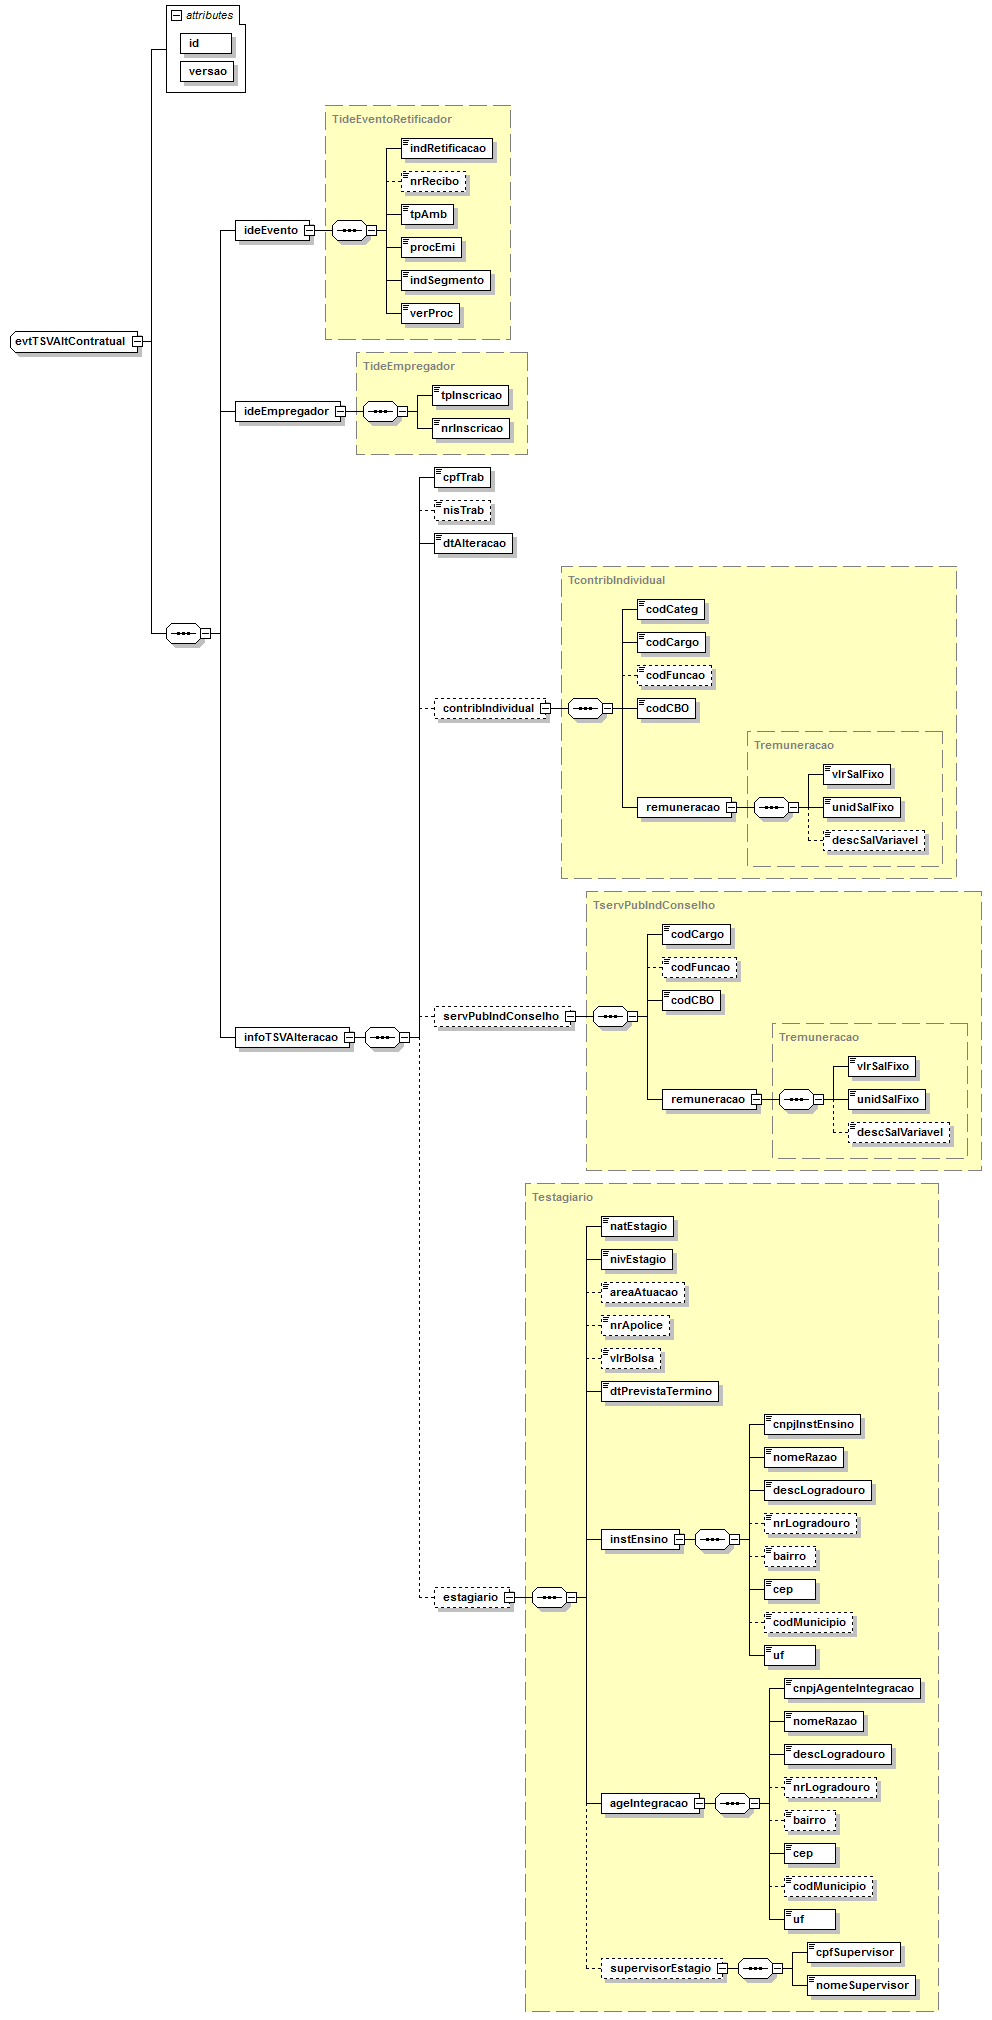 attributes
id
versao
TideEventoRetificador
indRetificacao
nrRecibo
tpAmb
ideEvento
procEmi
indSegmento
verProc
evtTSVAltContratual
TideEmpregador
tpInscricao
ideEmpregador
nrInscricao
cpfTrab
nisTrab
dtAlteracao
TcontribIndividual
codCateg
codCargo
codFuncao
contribIndividual
codCBO
Tremuneracao
vlrSalFixo
remuneracao
unidSalFixo
descSalVariavel
TservPubIndConselho
codCargo
codFuncao
codCBO
servPubIndConselho
infoTSVAlteracao
Tremuneracao
vlrSalFixo
remuneracao
unidSalFixo
descSalVariavel
Testagiario
natEstagio
nivEstagio
areaAtuacao
nrApolice
vlrBolsa
dtPrevistaTermino
cnpjInstEnsino
nomeRazao
descLogradouro
nrLogradouro
instEnsino
bairro
cep
estagiario
codMunicipio
uf
cnpjAgenteIntegracao
nomeRazao
descLogradouro
nrLogradouro
ageIntegracao
bairro
cep
codMunicipio
uf
cpfSupervisor
supervisorEstagio
nomeSupervisor